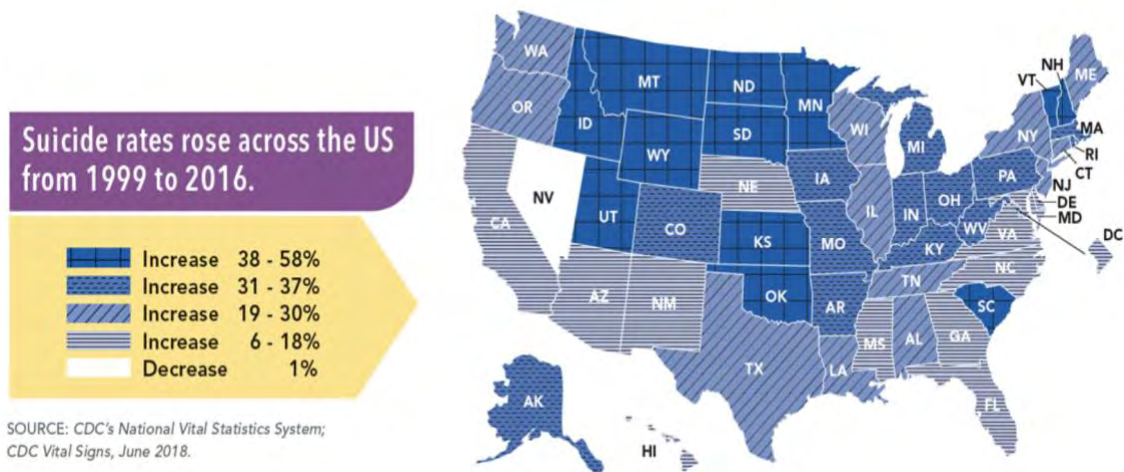 Suicide rates rose across the US
from 1999 to 2016.
Increase 38 - 58%
Increase 31 - 37%
Increase 19 - 30%
Increase 6 - 18%
Decrease 1%
SOURCE: CDC's National Vital Statistics System;
CDC Vital Signs, June 2018.
WA
OR
CA
NV
ID
MT
WY
UT
AZ
CO
NM
ND
SD
NE
KS
OK
TX
MN
IA
MO
AR
LA
WI
IL
MI
IN
OH
KY
TN
MS
AL
GA
FL
SC
NC
VA
WV
PA
NY
VT
NH
ME
MA
RI
CT
NJ
DE
MD
DC
AK
HI